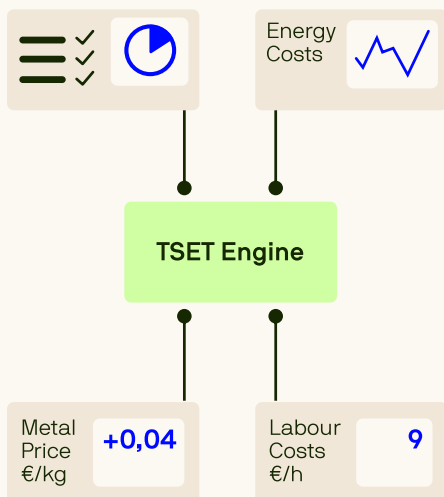 Energy
Costs
TSET Engine
Metal
Price
€/kg
+0,04
Labour
Costs
€/h
9